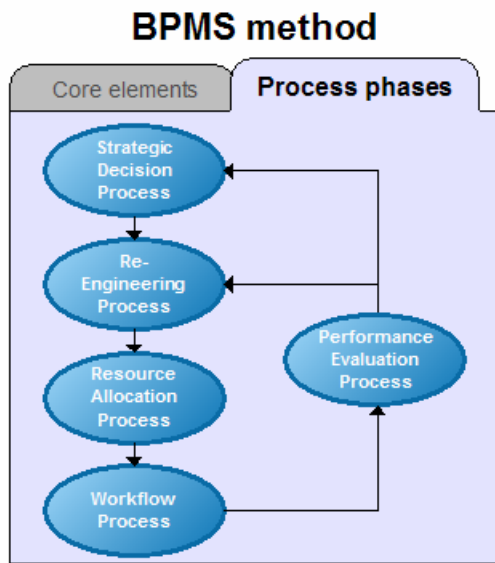 BPMS method
Core elements
Process phases
Strategic
Decision
Process
Re-
Engineering
Process
Performance
Evaluation
Process
Resource
Allocation
Process
Workflow
Process